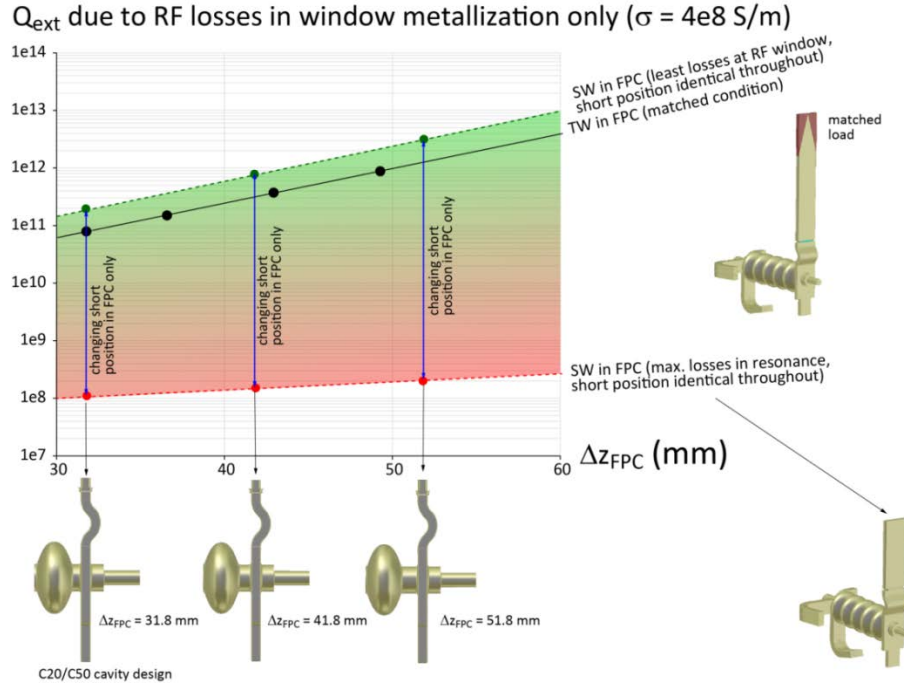 Qext due to RF losses in window metallization only (σ = 4e8 S/m)
1e14
1e13
1e12
1e11
1e10
1e9
1e8
1e7
30
40
50
60
ΔzFPC (mm)
SW in FPC (least losses at RF window,
short position identical throughout)
TW in FPC (matched condition)
matched
load
changing short
position in FPC only
changing short
position in FPC only
changing short
position in FPC only
SW in FPC (max. losses in resonance,
short position identical throughout)
ΔzFPC = 31.8 mm
ΔzFPC = 41.8 mm
ΔzFPC = 51.8 mm
C20/C50 cavity design